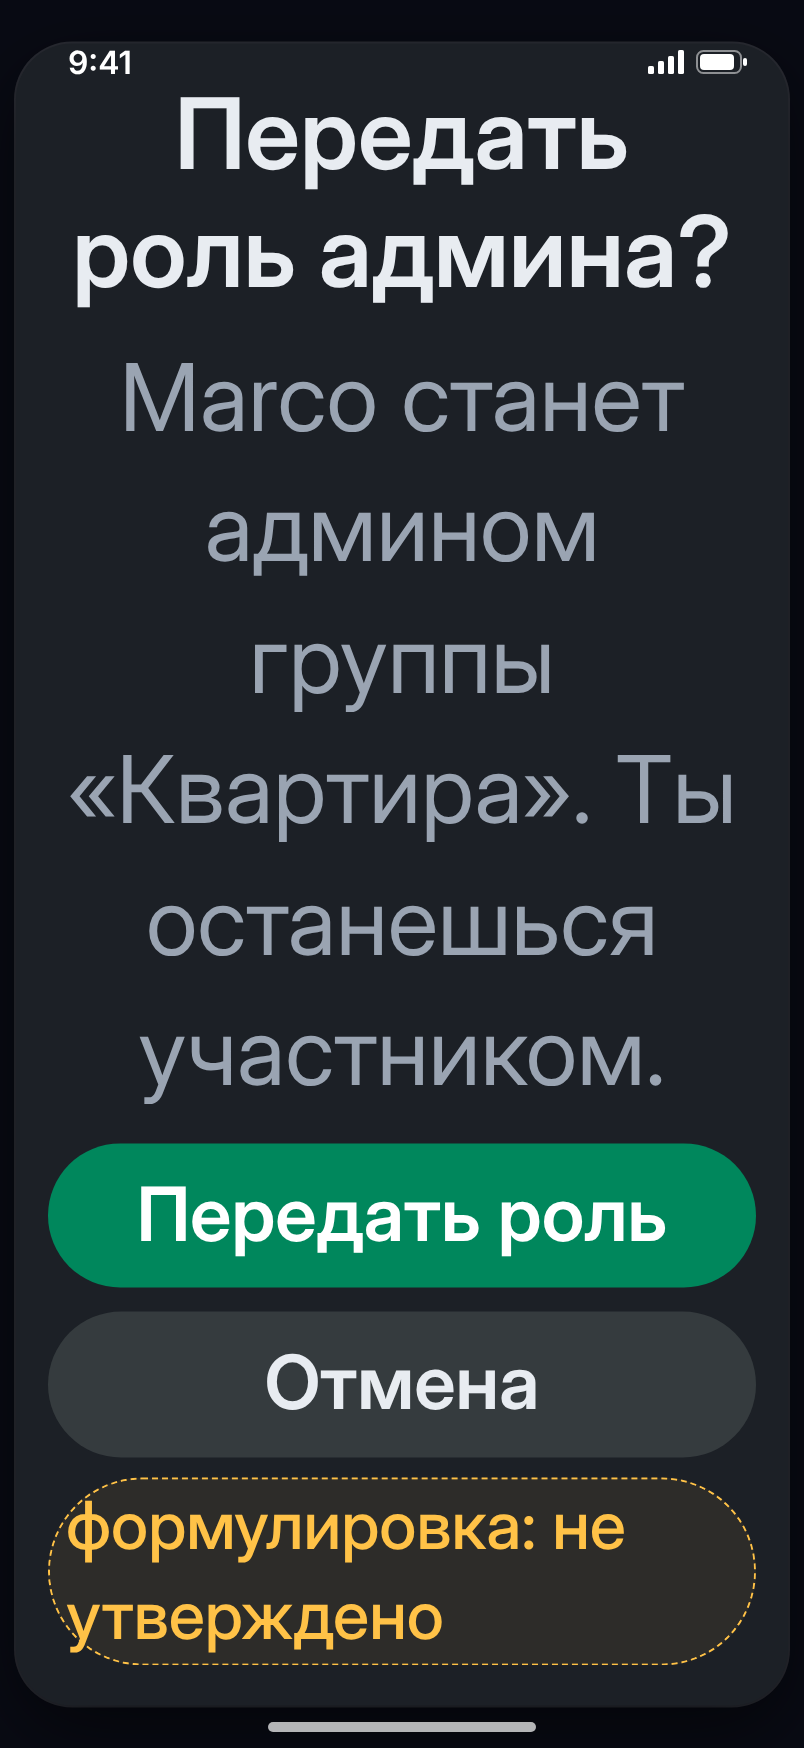 9:41
Передать
роль админа?
Marco станет
админом
группы
«Квартира». Ты
останешься
участником.
Передать роль
Отмена
формулировка: не
утверждено